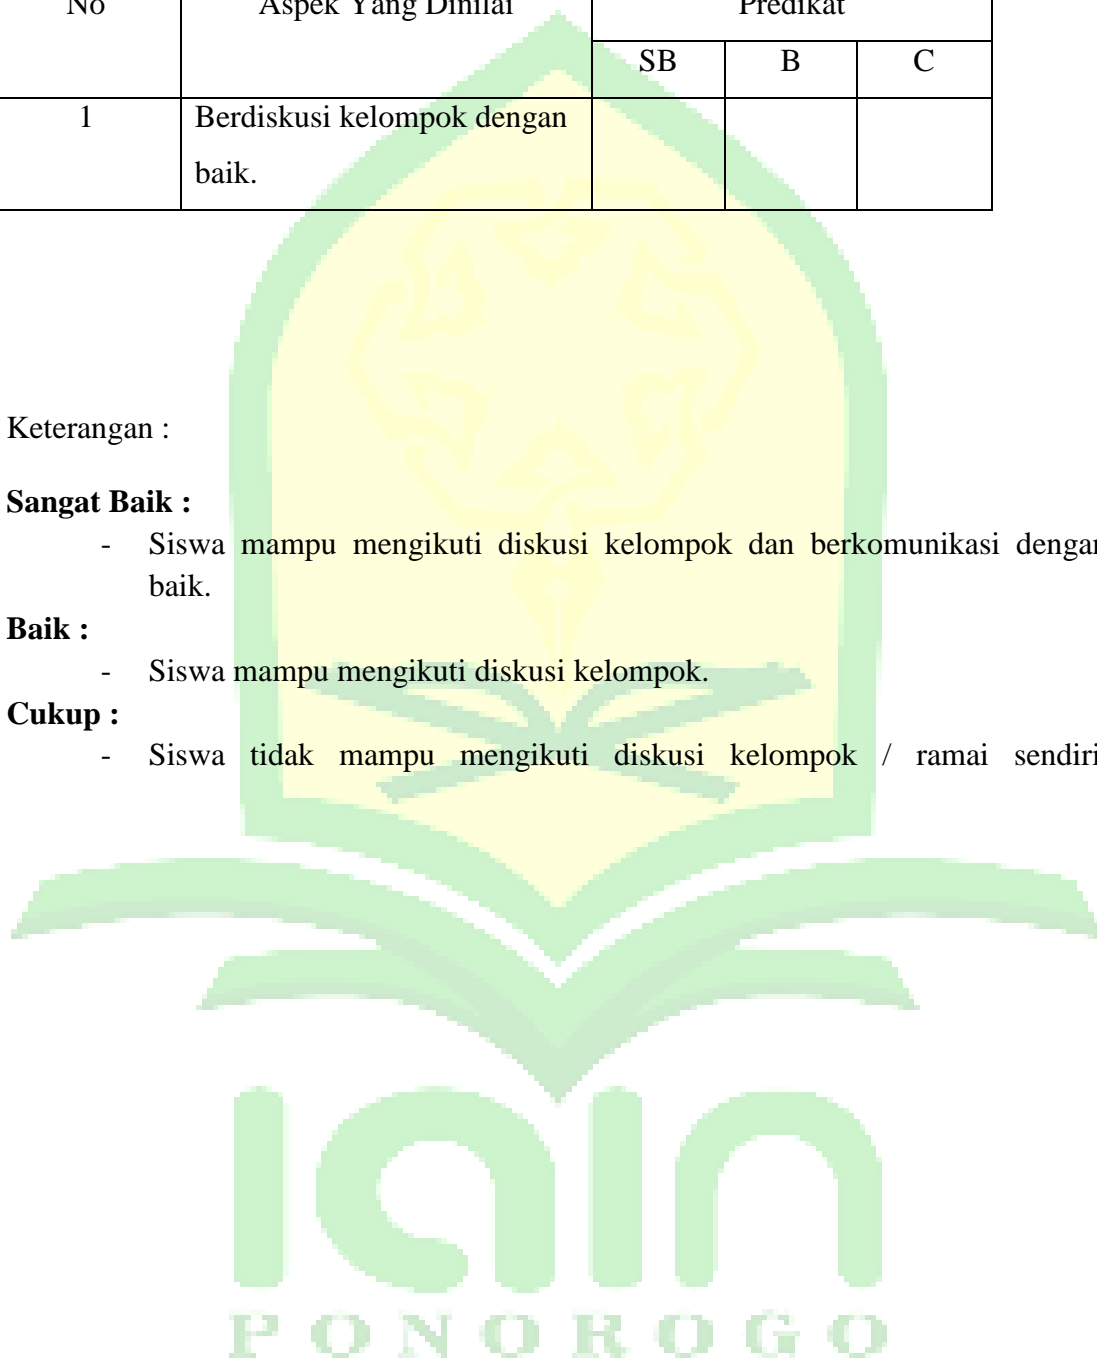 No Aspek Yang Dinilai Predikat
SB B C
1 Berdiskusi kelompok dengan
baik.
Keterangan :
Sangat Baik :
- Siswa mampu mengikuti diskusi kelompok dan berkomunikasi dengan
baik.
Baik :
- Siswa mampu mengikuti diskusi kelompok.
Cukup :
- Siswa tidak mampu mengikuti diskusi kelompok / ramai sendiri
iain
PONOROGO